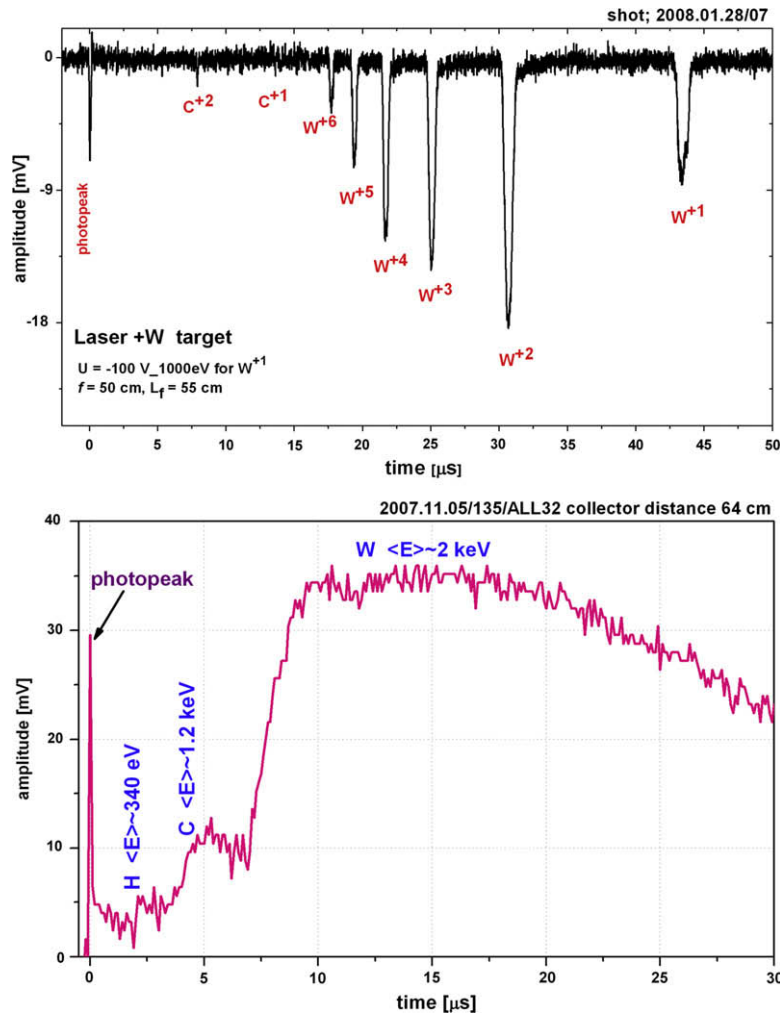 shot; 2008.01.28/07
0
-9
-18
amplitude [mV]
photopeak
C+2
C+1
W+6
W+5
W+4
W+3
W+2
W+1
Laser +W target
U = -100 V_1000eV for W+1
f = 50 cm, Lf = 55 cm
0 5 10 15 20 25 30 35 40 45 50
time [μs]
2007.11.05/135/ALL32 collector distance 64 cm
40
30
20
10
0
amplitude [mV]
photopeak
H <E>~340 eV
C <E>~1.2 keV
W <E>~2 keV
0 5 10 15 20 25 30
time [μs]